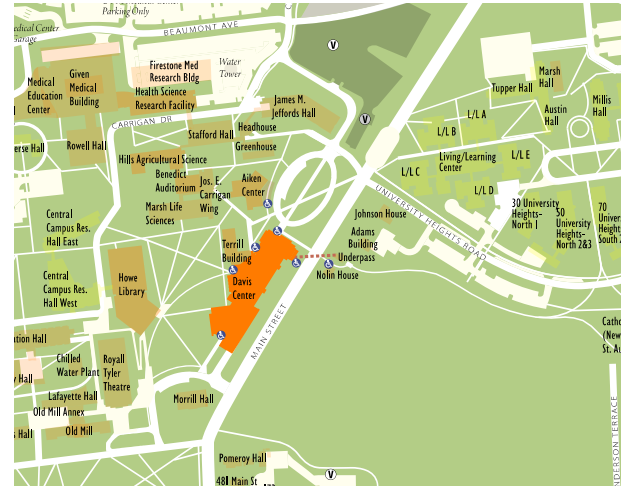 Parking Only
edical Center
Garage
BEAUMONT AVE
V
Firestone Med
Research Bldg
Water
Tower
Medical
Education
Center
Given
Medical
Building
Health Science
Research Facility
James M.
Jeffords Hall
Tupper Hall
Marsh
Hall
Austin
Hall
Millis
Hall
L/L A
L/L B
L/L C
L/L D
L/L E
Living/Learning
Center
V
CARRIGAN DR
Stafford Hall
Headhouse
Greenhouse
erse Hall
Rowell Hall
Hills Agricultural Science
Benedict
Auditorium
Jos. E.
Carrigan
Wing
Aiken
Center
Marsh Life
Sciences
UNIVERSITY HEIGHTS ROAD
Johnson House
Adams
Building
Underpass
Nolin House
30 University
Heights-
North 1
50
University
Heights-
North 2&3
70
Univer
Height
South 2
Central
Campus Res.
Hall East
Terrill
Building
Central
Campus Res.
Hall West
Howe
Library
Davis
Center
MAIN STREET
Catho
(New
St. Au
ation Hall
Chilled
Water Plant
Royall
Tyler
Theatre
y Hall
Lafayette Hall
Old Mill Annex
Old Mill
s Hall
Morrill Hall
NDERSON TERRACE
Pomeroy Hall
481 Main St
V